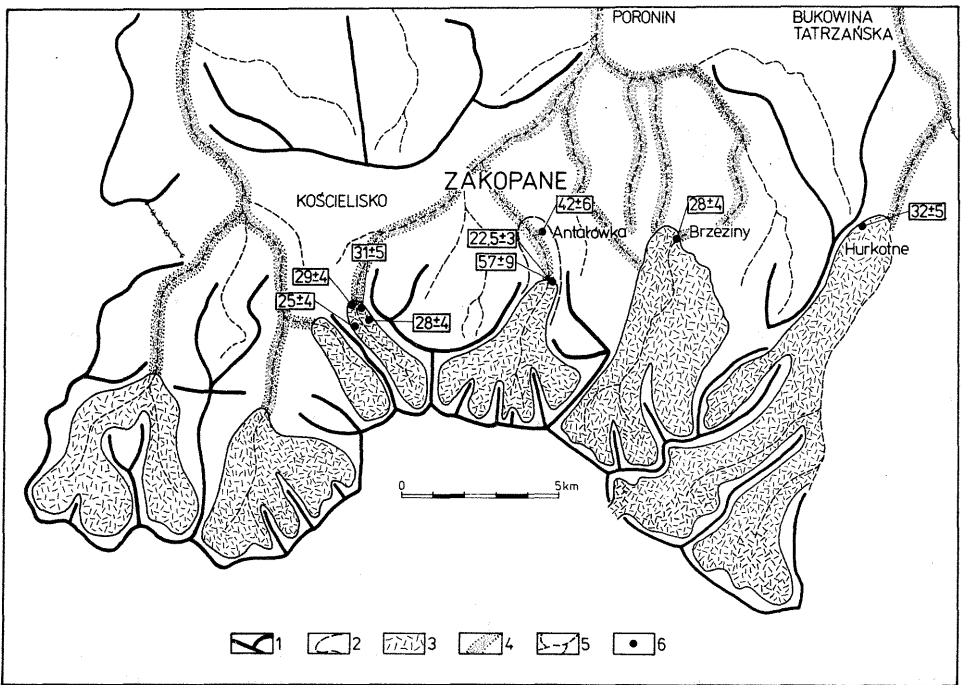 PORONIN
BUKOWINA
TATRZAŃSKA
ZAKOPANE
KOŚCIELISKO
42±6
28±4
32±5
22,5±3
Antałówka
Brzeziny
Hurkotne
31±5
57±9
29±4
25±4
28±4
0 5km
1 2 3 4 5 6